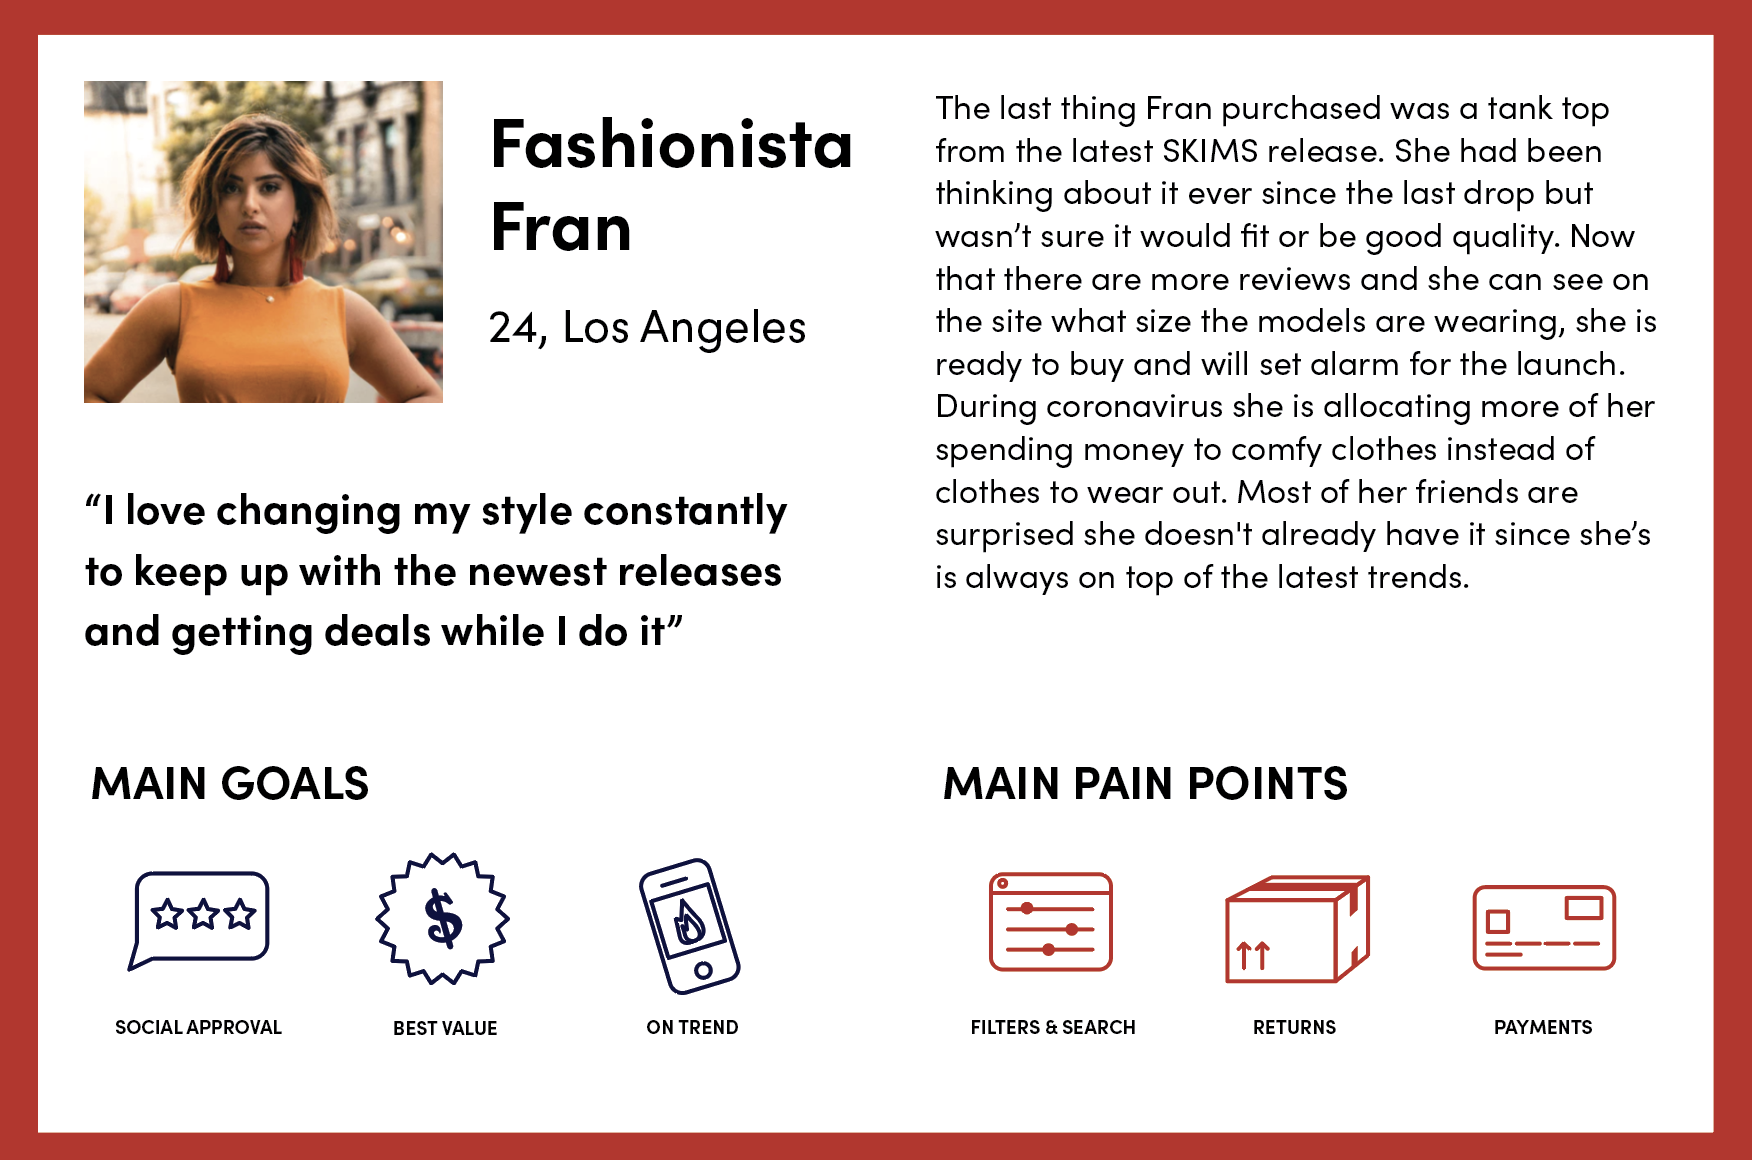 Fashionista
Fran
24, Los Angeles
“I love changing my style constantly
to keep up with the newest releases
and getting deals while I do it”
The last thing Fran purchased was a tank top
from the latest SKIMS release. She had been
thinking about it ever since the last drop but
wasn’t sure it would fit or be good quality. Now
that there are more reviews and she can see on
the site what size the models are wearing, she is
ready to buy and will set alarm for the launch.
During coronavirus she is allocating more of her
spending money to comfy clothes instead of
clothes to wear out. Most of her friends are
surprised she doesn't already have it since she’s
is always on top of the latest trends.
MAIN GOALS
$
SOCIAL APPROVAL
BEST VALUE
ON TREND
MAIN PAIN POINTS
FILTERS & SEARCH
RETURNS
PAYMENTS